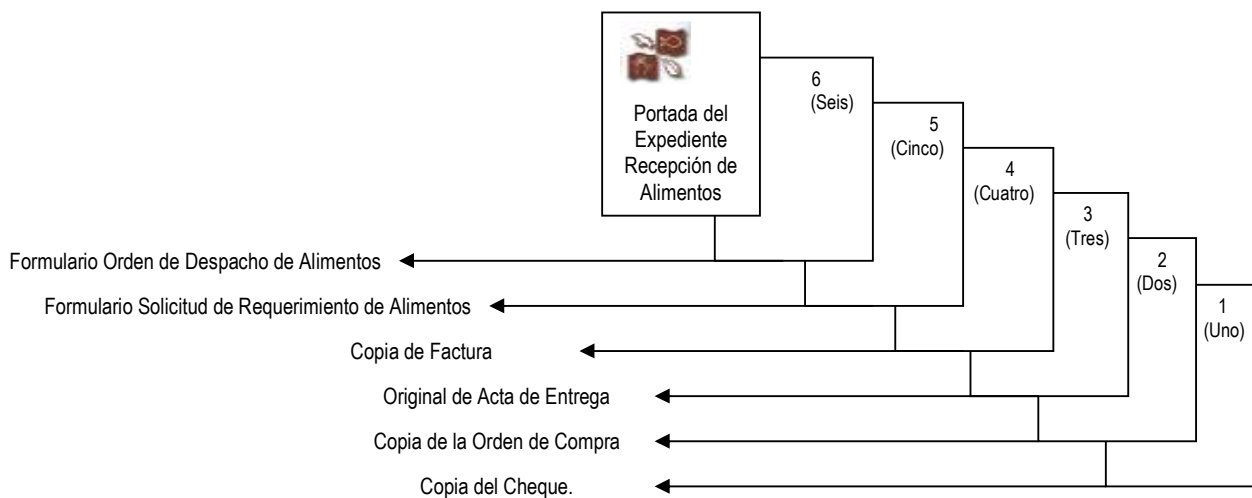 Portada del
Expediente
Recepción de
Alimentos
6
(Seis)
5
(Cinco)
4
(Cuatro)
3
(Tres)
2
(Dos)
1
(Uno)
Formulario Orden de Despacho de Alimentos
Formulario Solicitud de Requerimiento de Alimentos
Copia de Factura
Original de Acta de Entrega
Copia de la Orden de Compra
Copia del Cheque.